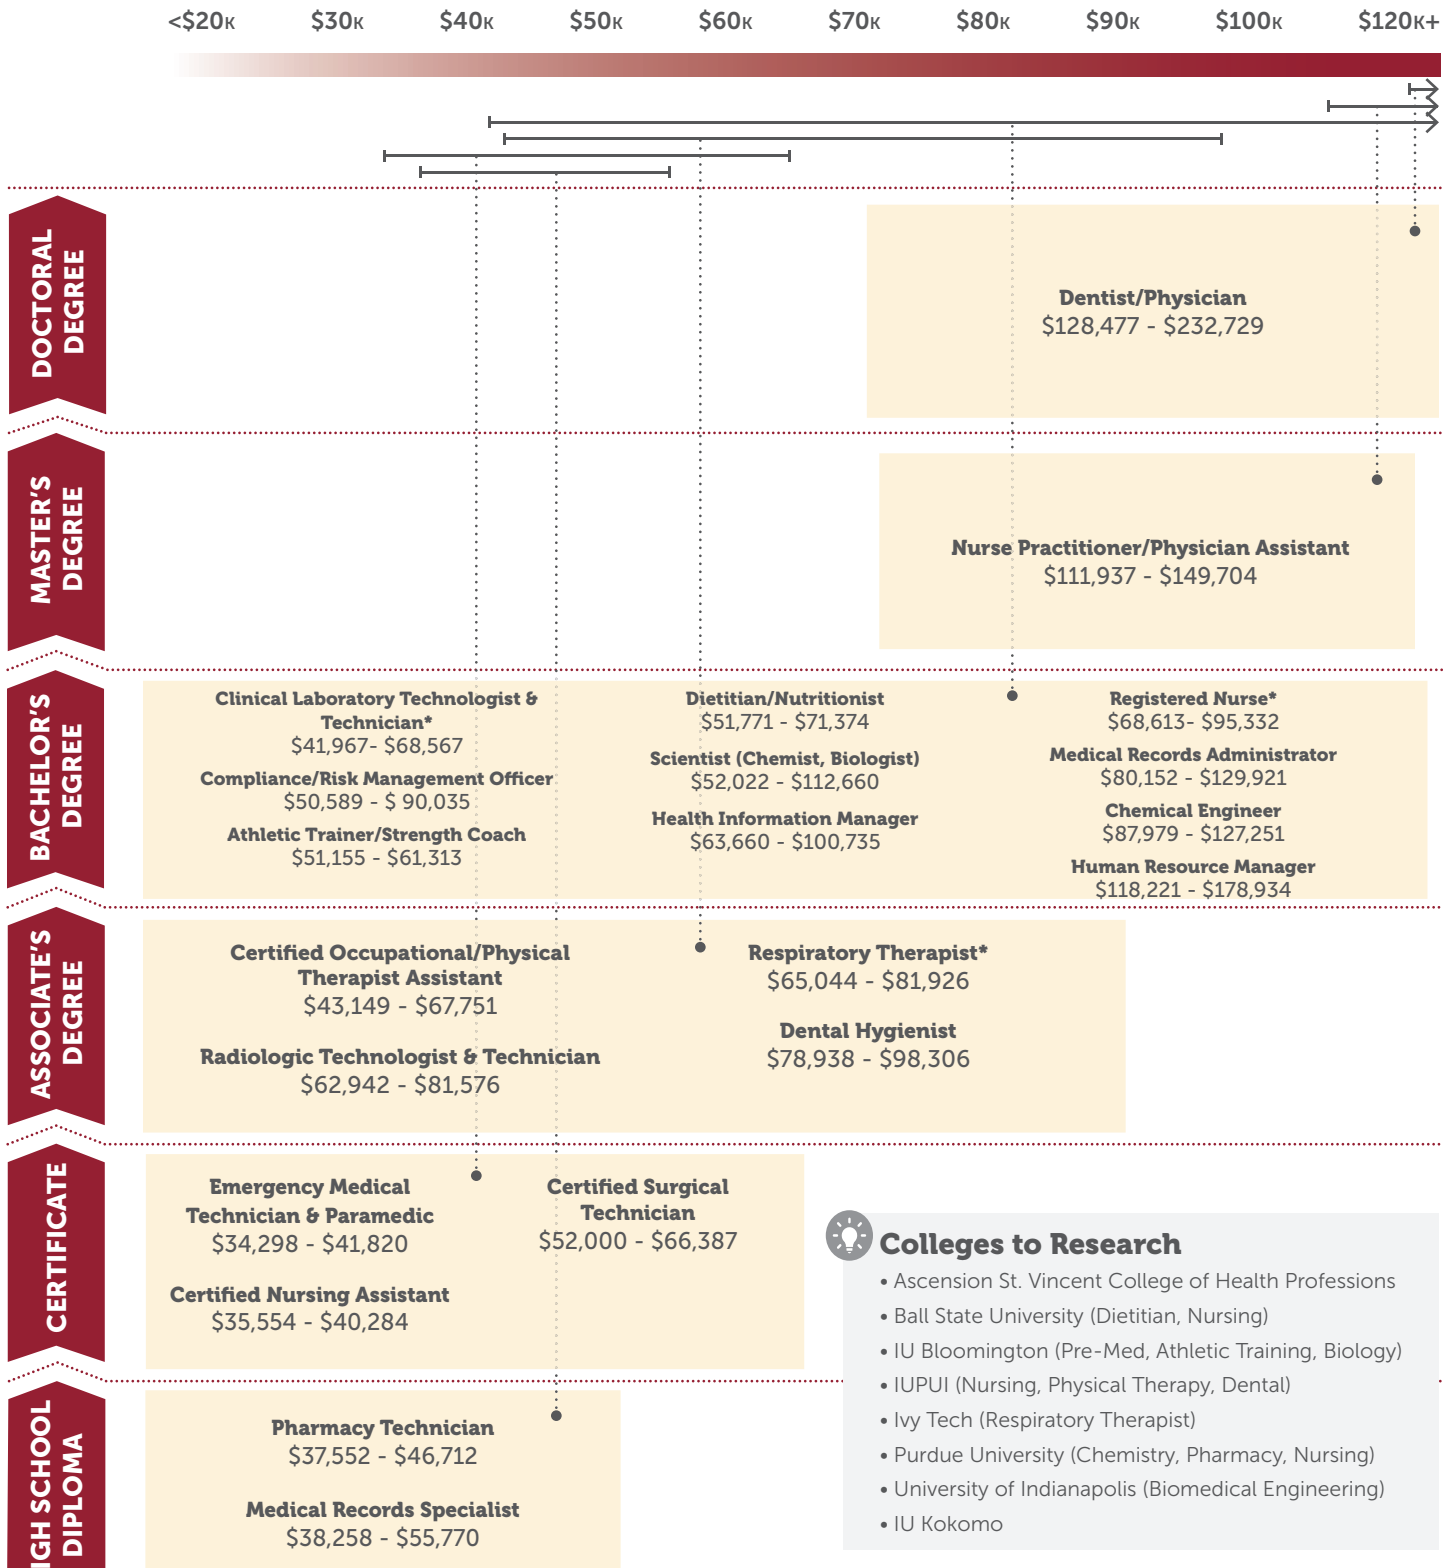 <$20K $30K $40K $50K $60K $70K $80K $90K $100K $120K+
DOCTORAL
DEGREE
Dentist/Physician
$128,477 - $232,729
MASTER'S
DEGREE
Nurse Practitioner/Physician Assistant
$111,937 - $149,704
BACHELOR'S
DEGREE
Clinical Laboratory Technologist &
Technician*
$41,967- $68,567
Compliance/Risk Management Officer
$50,589 - $ 90,035
Athletic Trainer/Strength Coach
$51,155 - $61,313
Dietitian/Nutritionist
$51,771 - $71,374
Scientist (Chemist, Biologist)
$52,022 - $112,660
Health Information Manager
$63,660 - $100,735
Registered Nurse*
$68,613- $95,332
Medical Records Administrator
$80,152 - $129,921
Chemical Engineer
$87,979 - $127,251
Human Resource Manager
$118,221 - $178,934
ASSOCIATE'S
DEGREE
Certified Occupational/Physical
Therapist Assistant
$43,149 - $67,751
Radiologic Technologist & Technician
$62,942 - $81,576
Respiratory Therapist*
$65,044 - $81,926
Dental Hygienist
$78,938 - $98,306
CERTIFICATE
Emergency Medical
Technician & Paramedic
$34,298 - $41,820
Certified Nursing Assistant
$35,554 - $40,284
Certified Surgical
Technician
$52,000 - $66,387
IGH SCHOOL
DIPLOMA
Pharmacy Technician
$37,552 - $46,712
Medical Records Specialist
$38,258 - $55,770
Colleges to Research
• Ascension St. Vincent College of Health Professions
• Ball State University (Dietitian, Nursing)
• IU Bloomington (Pre-Med, Athletic Training, Biology)
• IUPUI (Nursing, Physical Therapy, Dental)
• Ivy Tech (Respiratory Therapist)
• Purdue University (Chemistry, Pharmacy, Nursing)
• University of Indianapolis (Biomedical Engineering)
• IU Kokomo